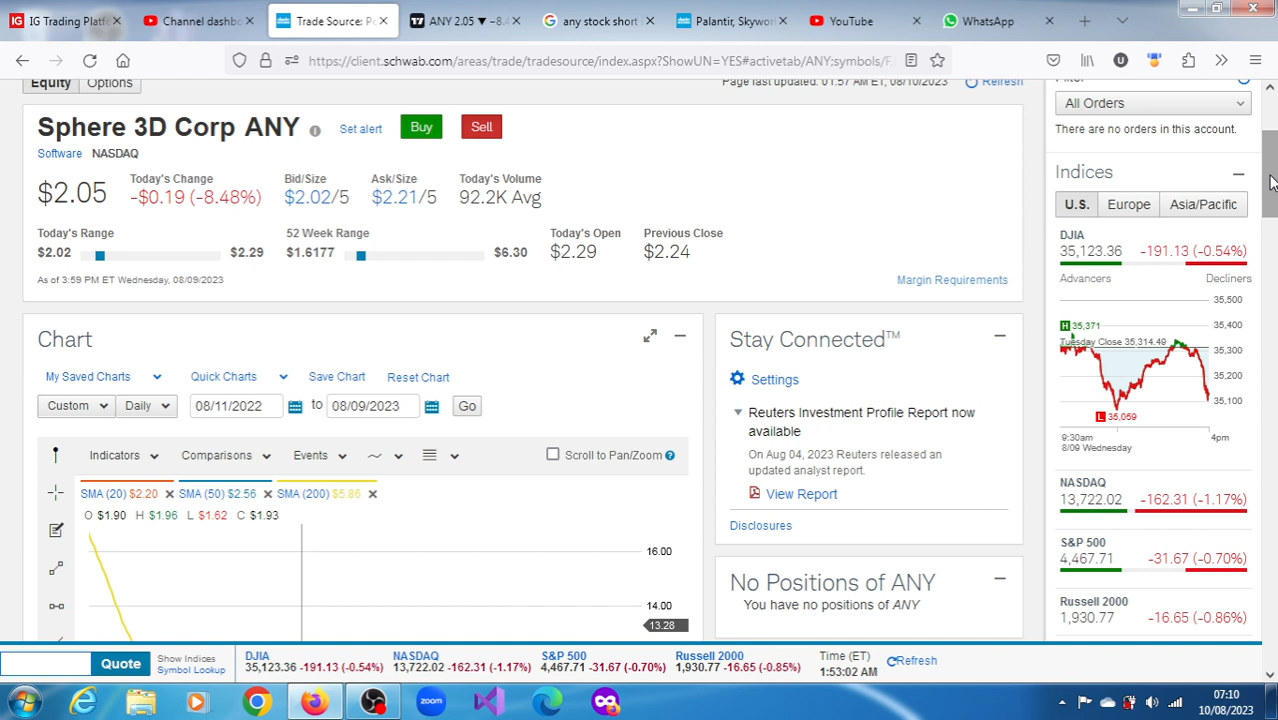 IG Trading Platf
Channel dashbo
Trade Source: Po
ANY 2.05 ▼ −8.4
any stock short i
Palantir, Skywor
YouTube
WhatsApp
https://client.schwab.com/areas/trade/tradesource/index.aspx?ShowUN=YES#activetab/ANY:symbols/F.
Equity Options
Page last updated: 01:57 AM ET, 08/10/2023 Refresh
Sphere 3D Corp ANY Set alert Buy Sell
Software NASDAQ
$2.05
Today's Change Bid/Size Ask/Size Today's Volume
-$0.19 (-8.48%) $2.02/5 $2.21/5 92.2K Avg
Today's Range 52 Week Range Today's Open Previous Close
$2.02 $2.29 $1.6177 $6.30 $2.29 $2.24
As of 3:59 PM ET Wednesday, 08/09/2023 Margin Requirements
Chart
My Saved Charts Quick Charts Save Chart Reset Chart
Custom Daily 08/11/2022 to 08/09/2023 Go
Indicators Comparisons Events Scroll to Pan/Zoom
SMA (20) $2.20 SMA (50) $2.56 SMA (200) $5.86
O $1.90 H $1.96 L $1.62 C $1.93
16.00
14.00
13.28
Stay Connected™
Settings
Reuters Investment Profile Report now
available
On Aug 04, 2023 Reuters released an
updated analyst report.
View Report
Disclosures
No Positions of ANY
You have no positions of ANY
All Orders
There are no orders in this account.
Indices
U.S. Europe Asia/Pacific
DJIA
35,123.36 -191.13 (-0.54%)
Advancers Decliners
35,500
H 35,371 35,400
Tuesday Close 35,314.49
35,300
35,200
35,100
L 35,059
9:30am 4pm
8/09 Wednesday
NASDAQ
13,722.02 -162.31 (-1.17%)
S&P 500
4,467.71 -31.67 (-0.70%)
Russell 2000
1,930.77 -16.65 (-0.86%)
Quote
Show Indices
Symbol Lookup
DJIA NASDAQ S&P 500 Russell 2000 Time (ET)
35,123.36 -191.13 (-0.54%) 13,722.02 -162.31 (-1.17%) 4,467.71 -31.67 (-0.70%) 1,930.77 -16.65 (-0.85%) 1:53:02 AM
Refresh
zoom
07:10
10/08/2023